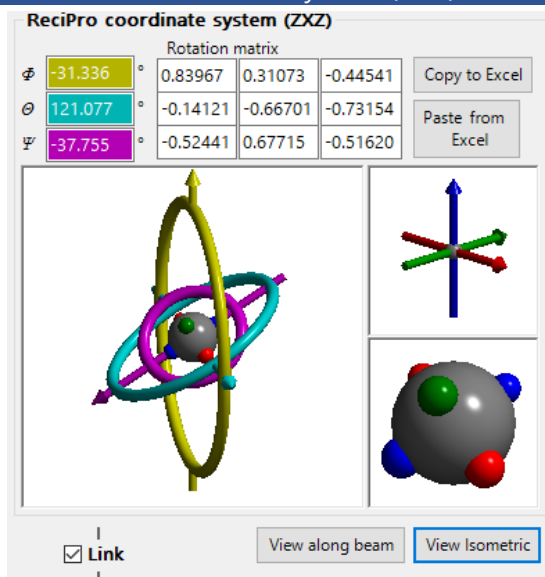 ReciPro coordinate system (ZXZ)
Rotation matrix
Φ -31.336 ° 0.83967 0.31073 -0.44541 Copy to Excel
Θ 121.077 ° -0.14121 -0.66701 -0.73154 Paste from
Excel
Ψ -37.755 ° -0.52441 0.67715 -0.51620
Link View along beam View Isometric